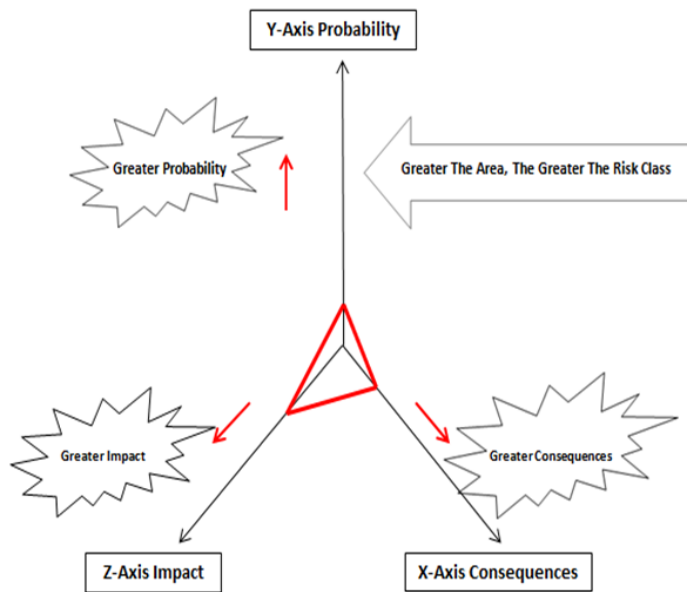 Y-Axis Probability
Greater Probability
Greater The Area, The Greater The Risk Class
Greater Impact
Greater Consequences
Z-Axis Impact
X-Axis Consequences